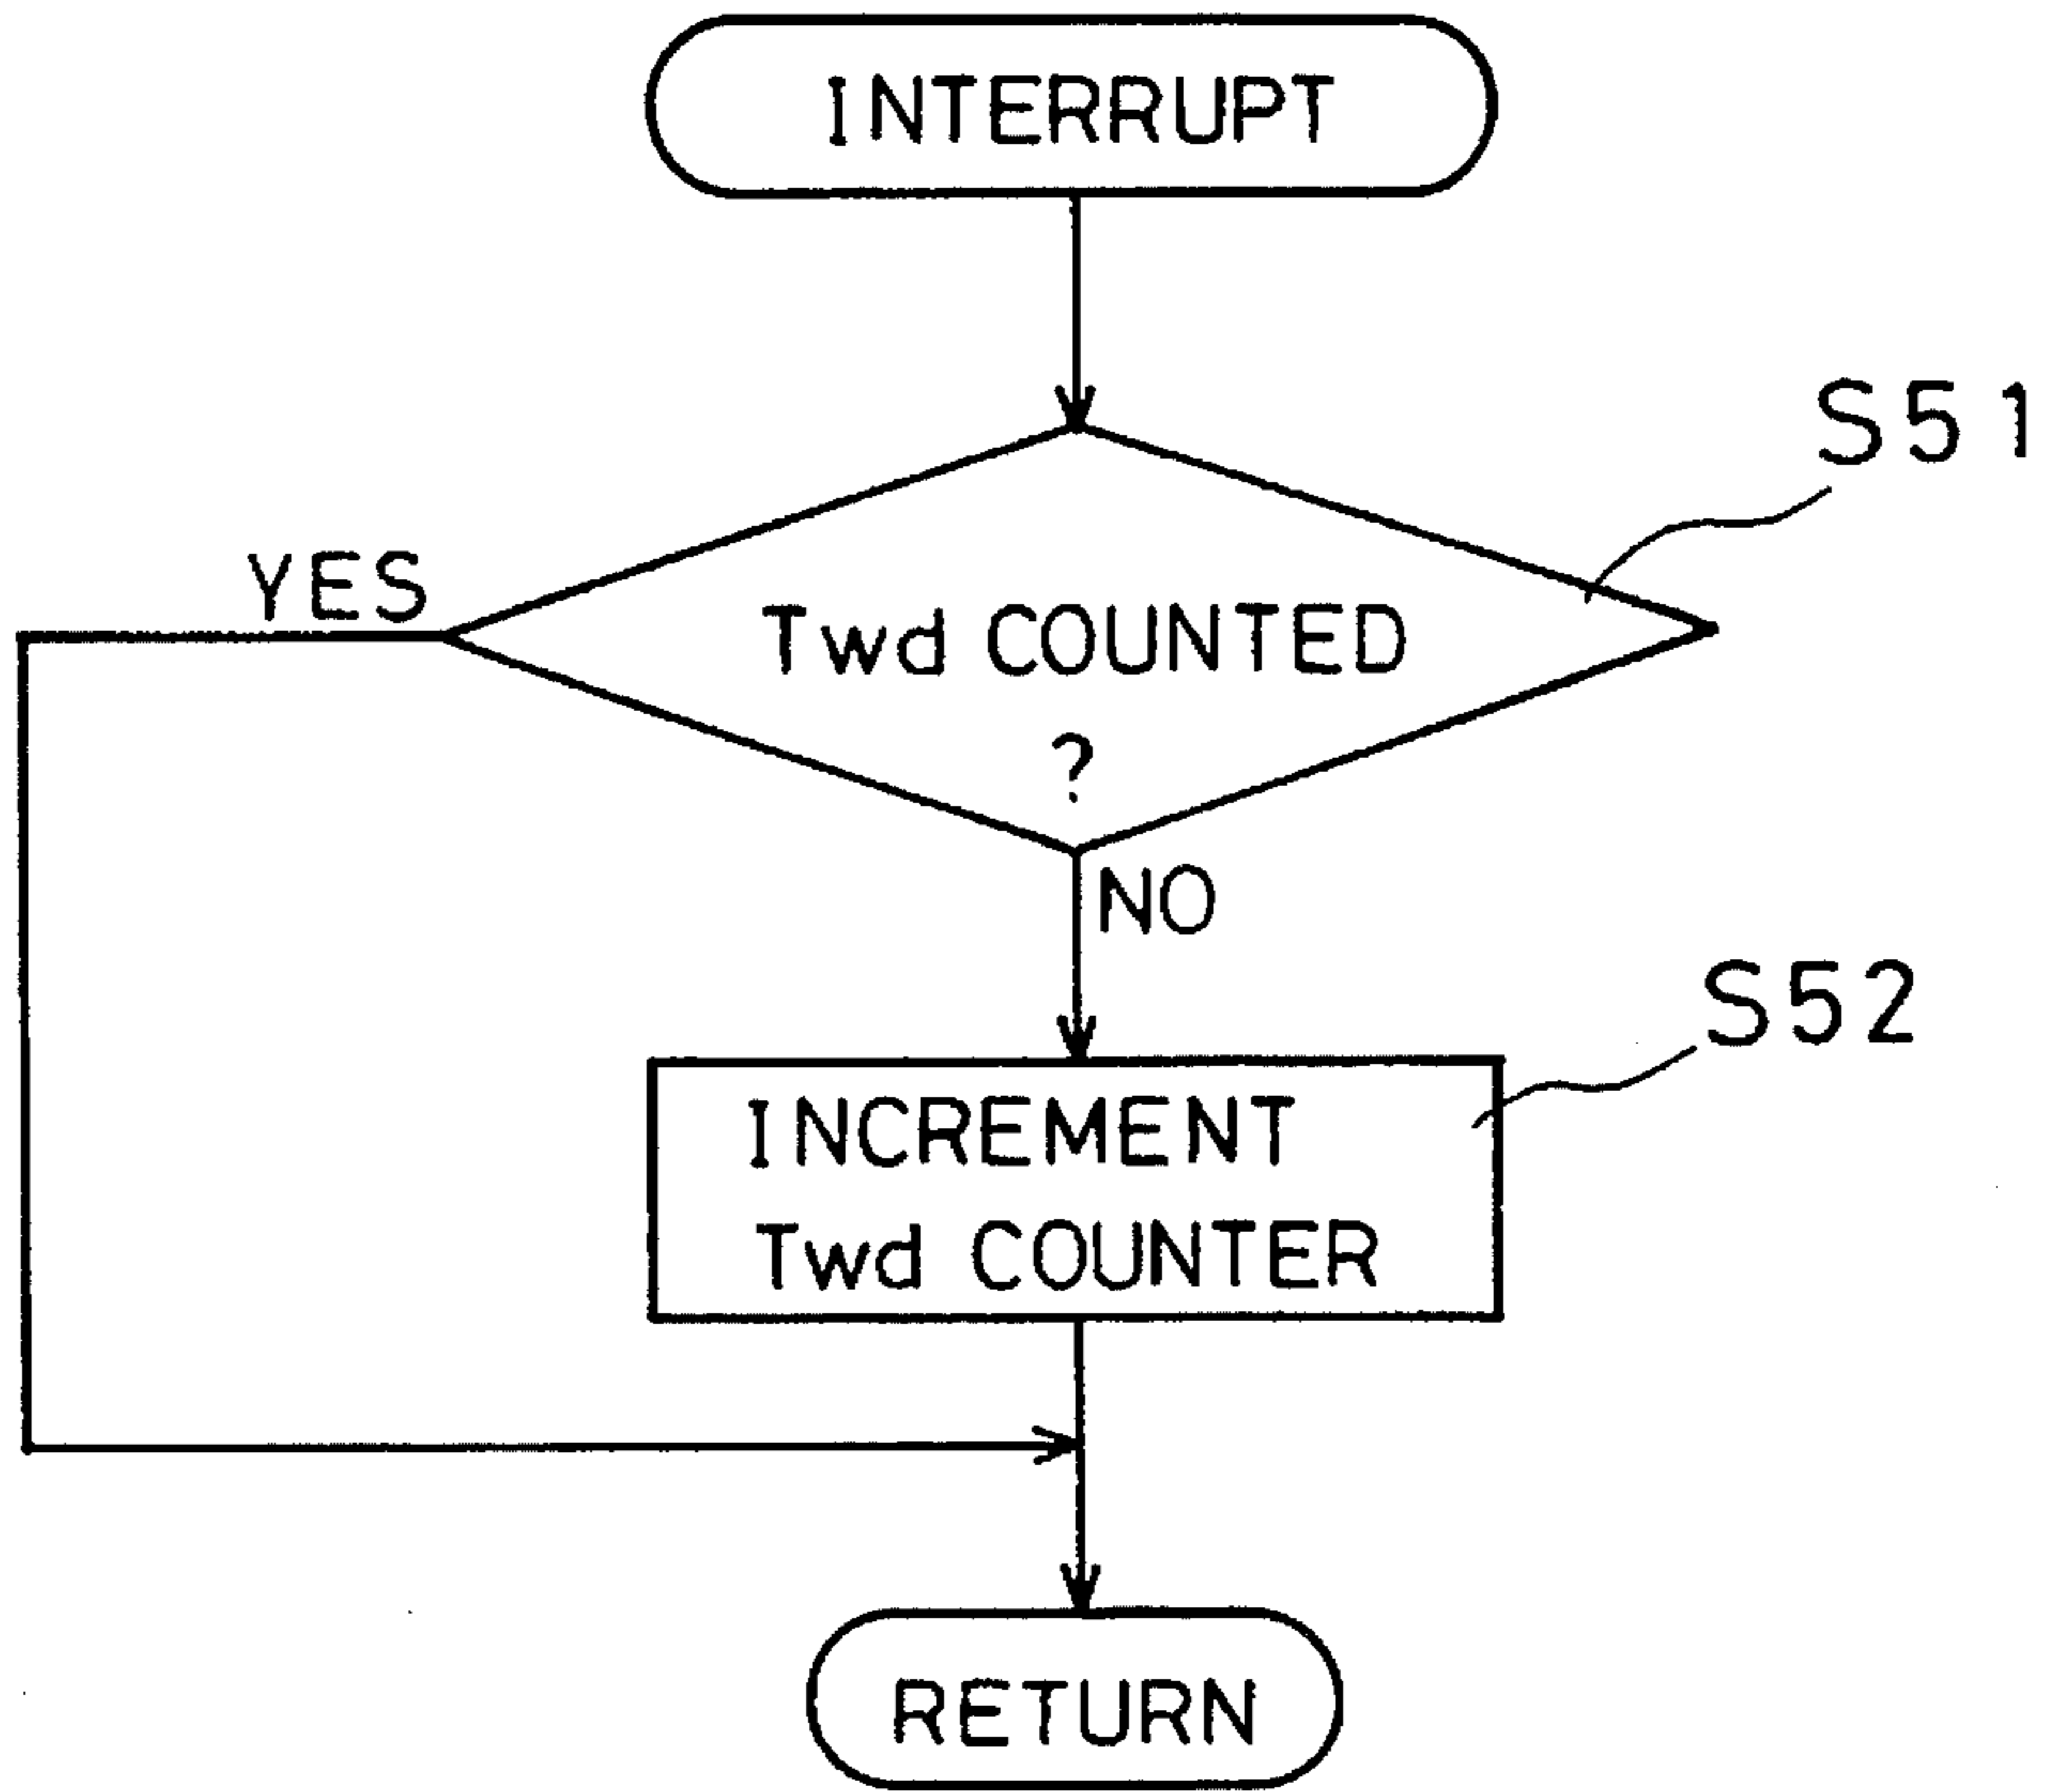 INTERRUPT
S51
YES
Twd COUNTED
?
NO
S52
INCREMENT
Twd COUNTER
RETURN